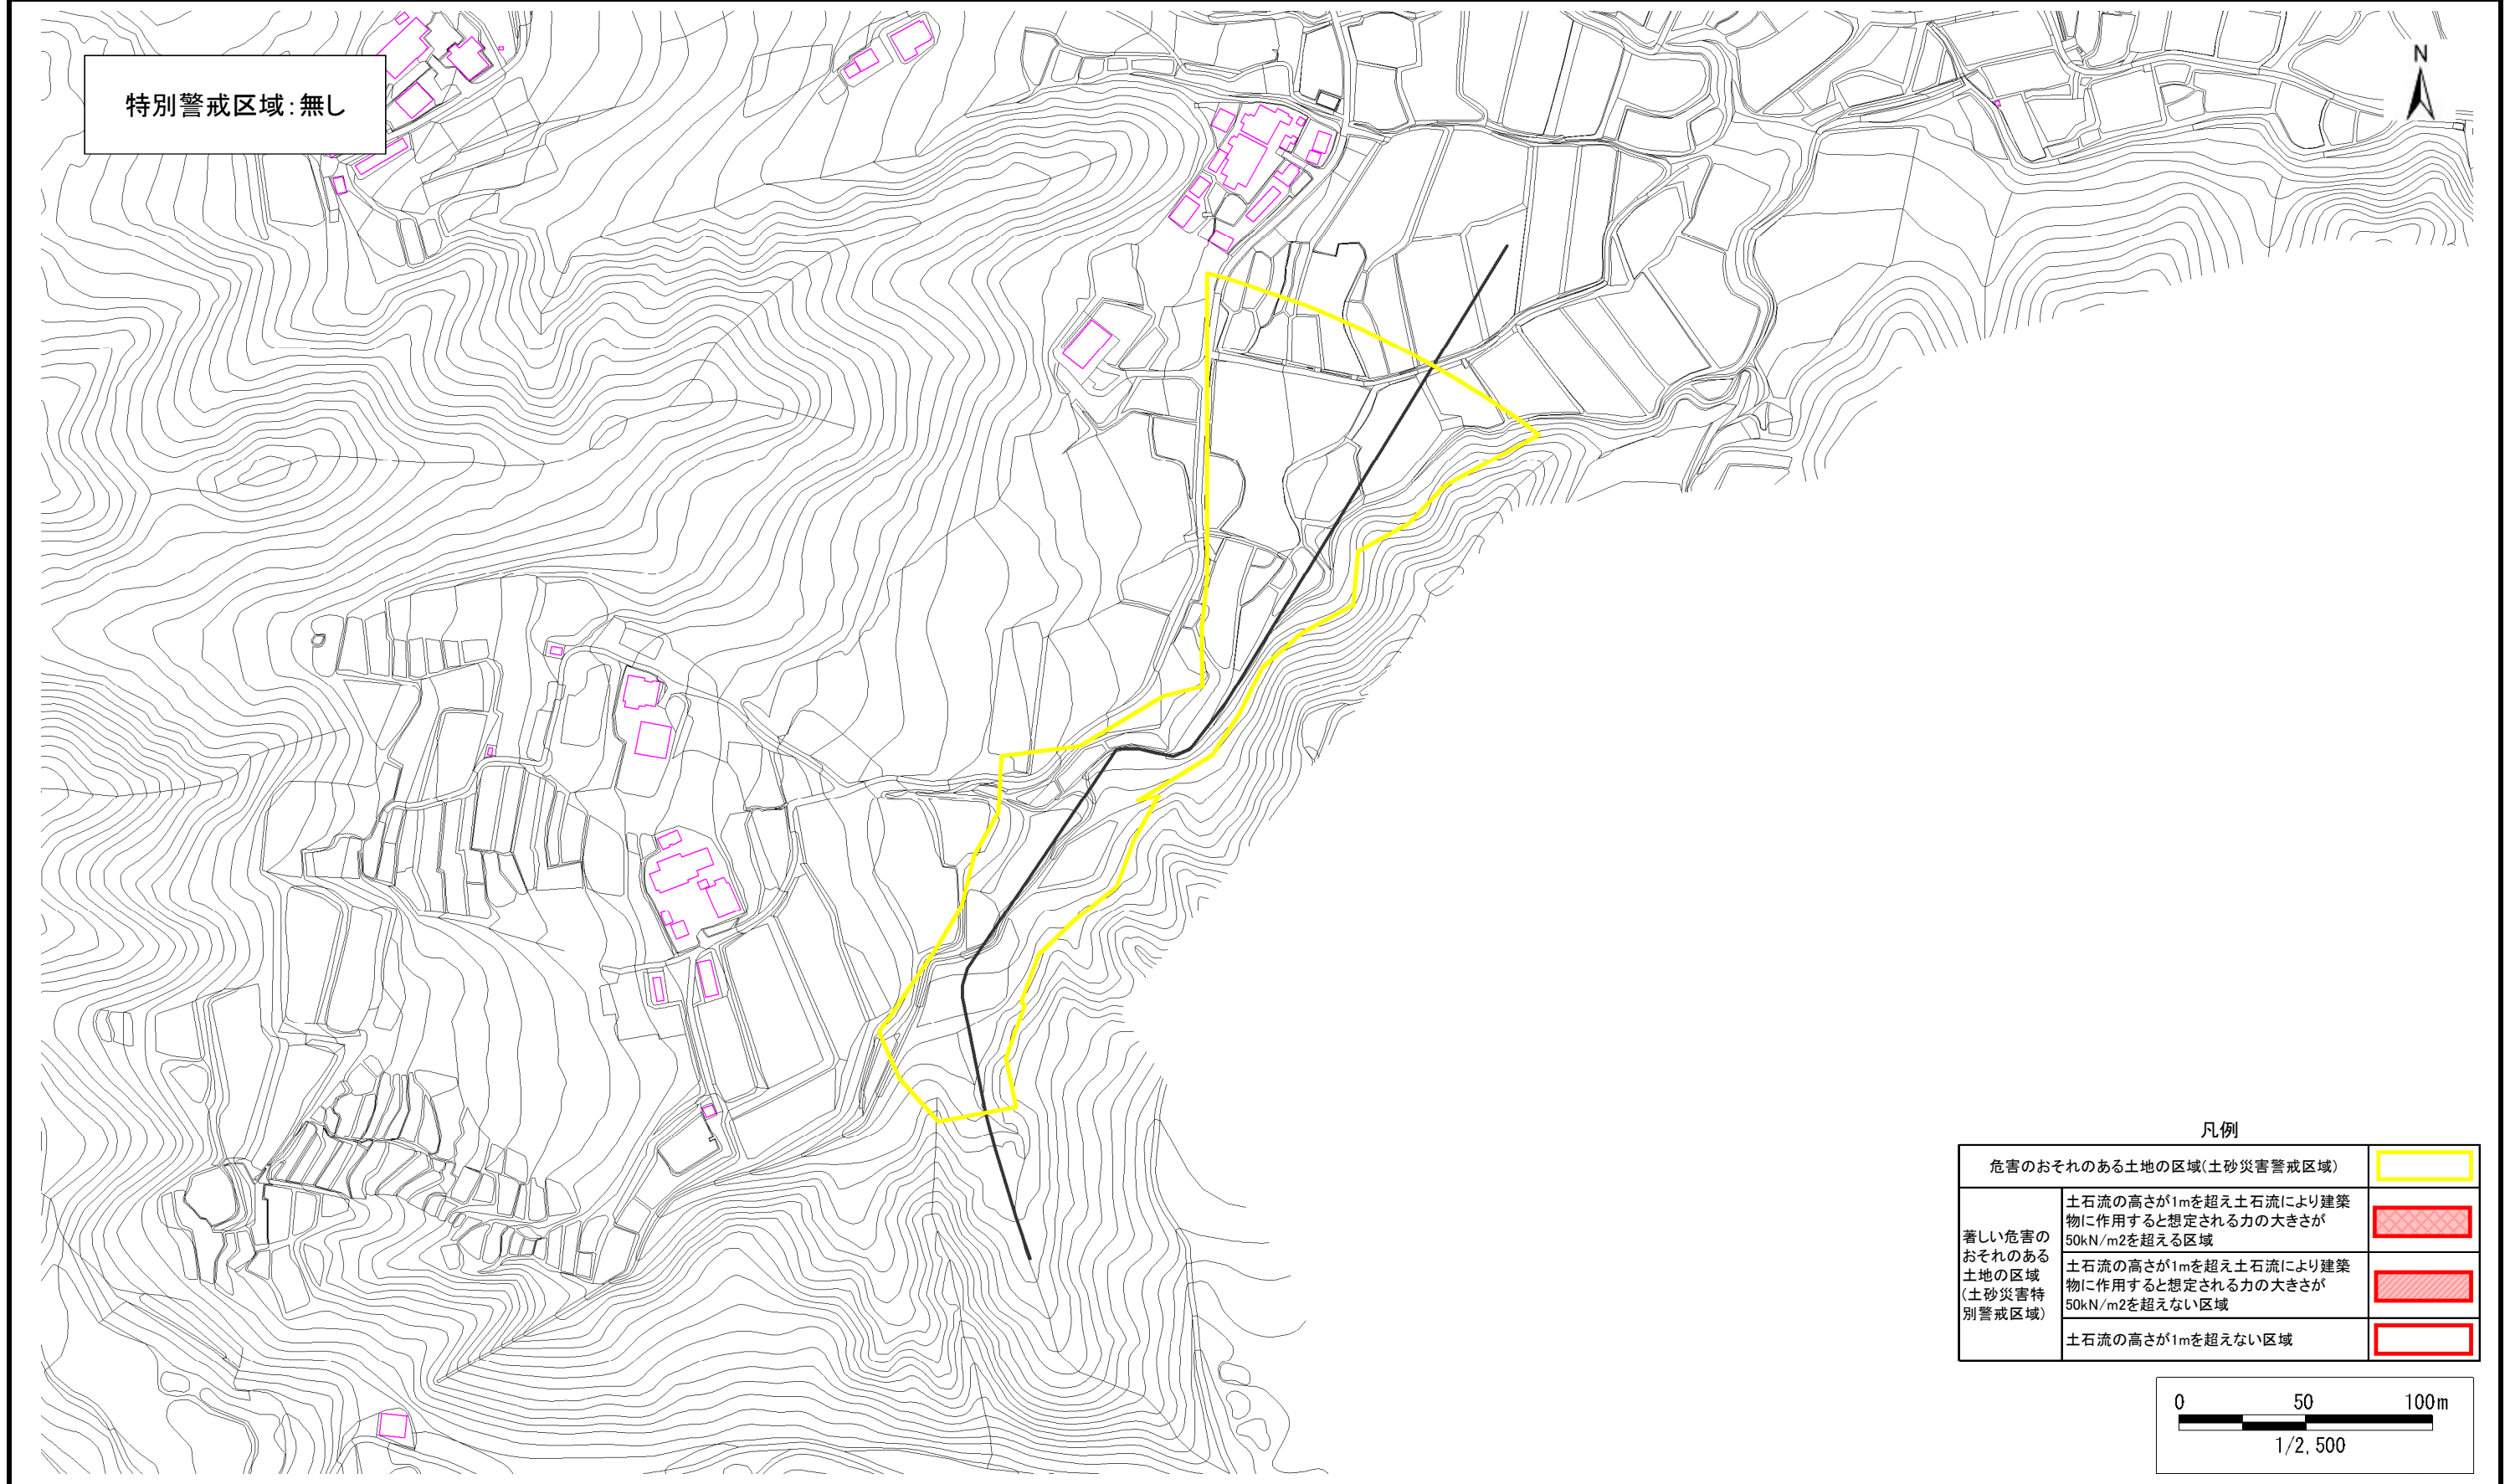 特別警戒区域:無し
N
凡例
危害のおそれのある土地の区域(土砂災害警戒区域)
著しい危害の
おそれのある
土地の区域
(土砂災害特
別警戒区域)
土石流の高さが1mを超え土石流により建築
物に作用すると想定される力の大きさが
50kN/m2を超える区域
土石流の高さが1mを超え土石流により建築
物に作用すると想定される力の大きさが
50kN/m2を超えない区域
土石流の高さが1mを超えない区域
0 50 100m
1/2,500